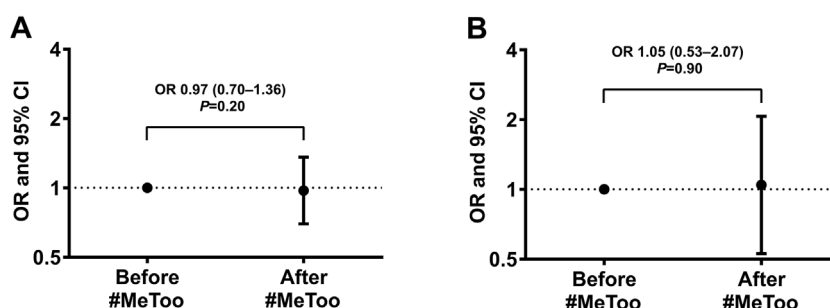 A
OR and 95% CI
4
2
1
0.5
OR 0.97 (0.70–1.36)
P=0.20
Before
#MeToo
After
#MeToo
B
OR and 95% CI
4
2
1
0.5
OR 1.05 (0.53–2.07)
P=0.90
Before
#MeToo
After
#MeToo